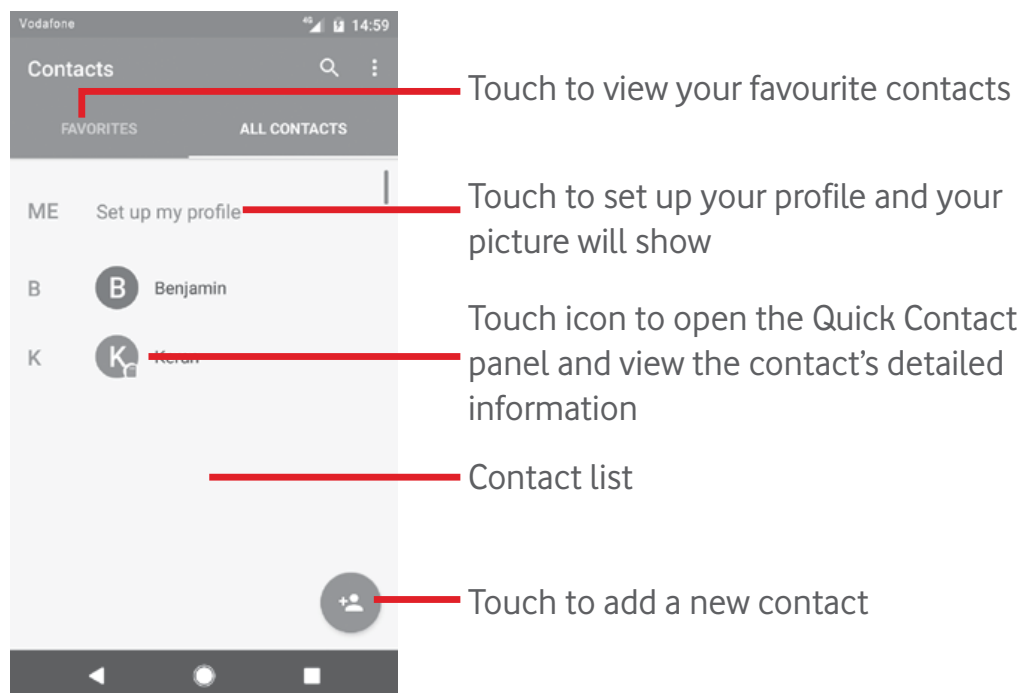 Vodafone 4G 14:59
Contacts
Touch to view your favourite contacts
FAVORITES ALL CONTACTS
ME Set up my profile
Touch to set up your profile and your
picture will show
B B Benjamin
Touch icon to open the Quick Contact
K K
panel and view the contact's detailed
information
Contact list
Touch to add a new contact